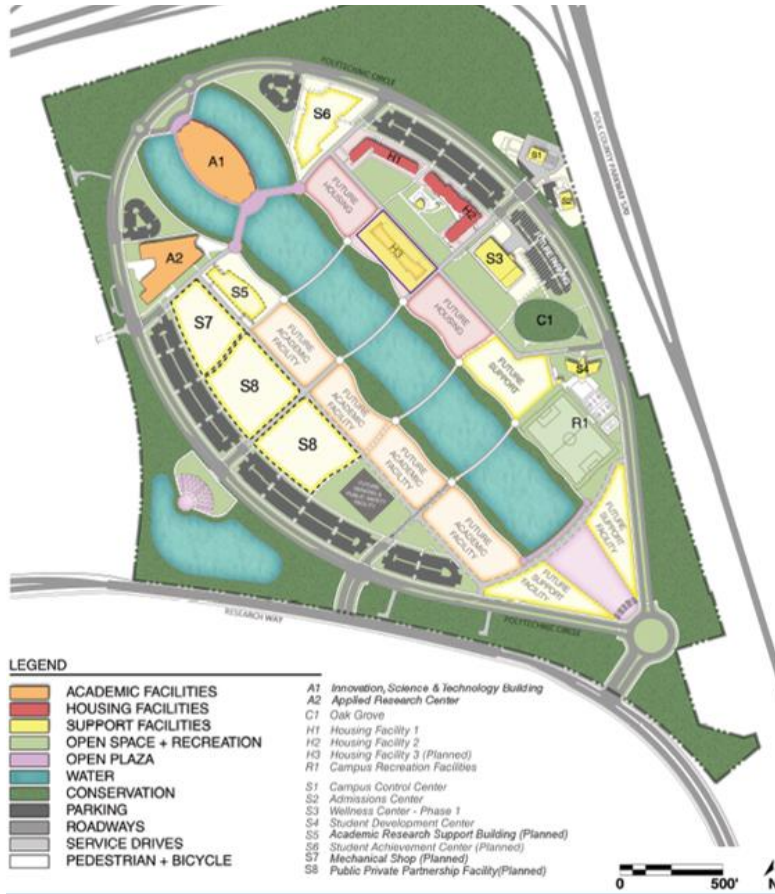 POLYTECHNIC CIRCLE
POLK COUNTY PARKWAY 570
S6
S1
S2
A1
H1
H2
FUTURE
HOUSING
H3
S3
A2
S5
FUTURE
HOUSING
C1
S7
FUTURE
ACADEMIC
FACILITY
FUTURE
SUPPORT
S4
S8
R1
S8
FUTURE
ACADEMIC
FACILITY
FUTURE
ACADEMIC
FACILITY
FUTURE
ACADEMIC
FACILITY
FUTURE
SUPPORT
FACILITY
FUTURE
SUPPORT
FACILITY
RESEARCH WAY
POLYTECHNIC CIRCLE
LEGEND
ACADEMIC FACILITIES
HOUSING FACILITIES
SUPPORT FACILITIES
OPEN SPACE + RECREATION
OPEN PLAZA
WATER
CONSERVATION
PARKING
ROADWAYS
SERVICE DRIVES
PEDESTRIAN + BICYCLE
A1 Innovation, Science & Technology Building
A2 Applied Research Center
C1 Oak Grove
H1 Housing Facility 1
H2 Housing Facility 2
H3 Housing Facility 3 (Planned)
R1 Campus Recreation Facilities
S1 Campus Control Center
S2 Admissions Center
S3 Wellness Center - Phase 1
S4 Student Development Center
S5 Academic Research Support Building (Planned)
S6 Student Achievement Center (Planned)
S7 Mechanical Shop (Planned)
S8 Public Private Partnership Facility(Planned)
0 500'
N